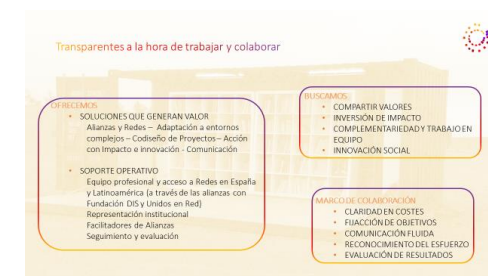 Transparentes a la hora de trabajar y colaborar
OFRECEMOS
• SOLUCIONES QUE GENERAN VALOR
Alianzas y Redes – Adaptación a entornos
complejos – Codiseño de Proyectos – Acción
con Impacto e innovación - Comunicación
• SOPORTE OPERATIVO
Equipo profesional y acceso a Redes en España
y Latinoamérica (a través de las alianzas con
Fundación DIS y Unidos en Red)
Representación institucional
Facilitadores de Alianzas
Seguimiento y evaluación
BUSCAMOS
• COMPARTIR VALORES
• INVERSIÓN DE IMPACTO
• COMPLEMENTARIEDAD Y TRABAJO EN
EQUIPO
• INNOVACIÓN SOCIAL
MARCO DE COLABORACIÓN
• CLARIDAD EN COSTES
• FIJACCIÓN DE OBJETIVOS
• COMUNICACIÓN FLUIDA
• RECONOCIMIENTO DEL ESFUERZO
• EVALUACIÓN DE RESULTADOS